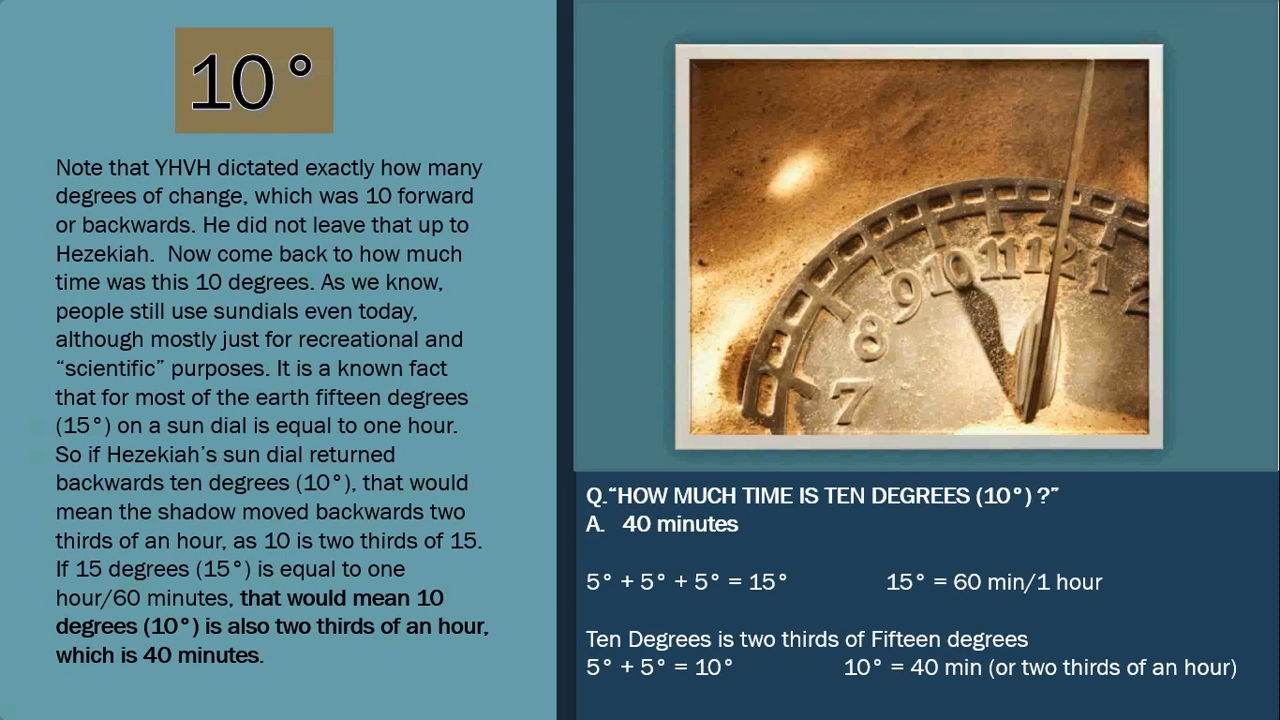 10°
Note that YHVH dictated exactly how many
degrees of change, which was 10 forward
or backwards. He did not leave that up to
Hezekiah.  Now come back to how much
time was this 10 degrees. As we know,
people still use sundials even today,
although mostly just for recreational and
“scientific” purposes. It is a known fact
that for most of the earth fifteen degrees
(15°) on a sun dial is equal to one hour.
So if Hezekiah’s sun dial returned
backwards ten degrees (10°), that would
mean the shadow moved backwards two
thirds of an hour, as 10 is two thirds of 15.
If 15 degrees (15°) is equal to one
hour/60 minutes, that would mean 10
degrees (10°) is also two thirds of an hour,
which is 40 minutes.
7 8 9 10 11 12 1 2
Q.“HOW MUCH TIME IS TEN DEGREES (10°) ?”
A.   40 minutes
5° + 5° + 5° = 15°          15° = 60 min/1 hour
Ten Degrees is two thirds of Fifteen degrees
5° + 5° = 10°          10° = 40 min (or two thirds of an hour)